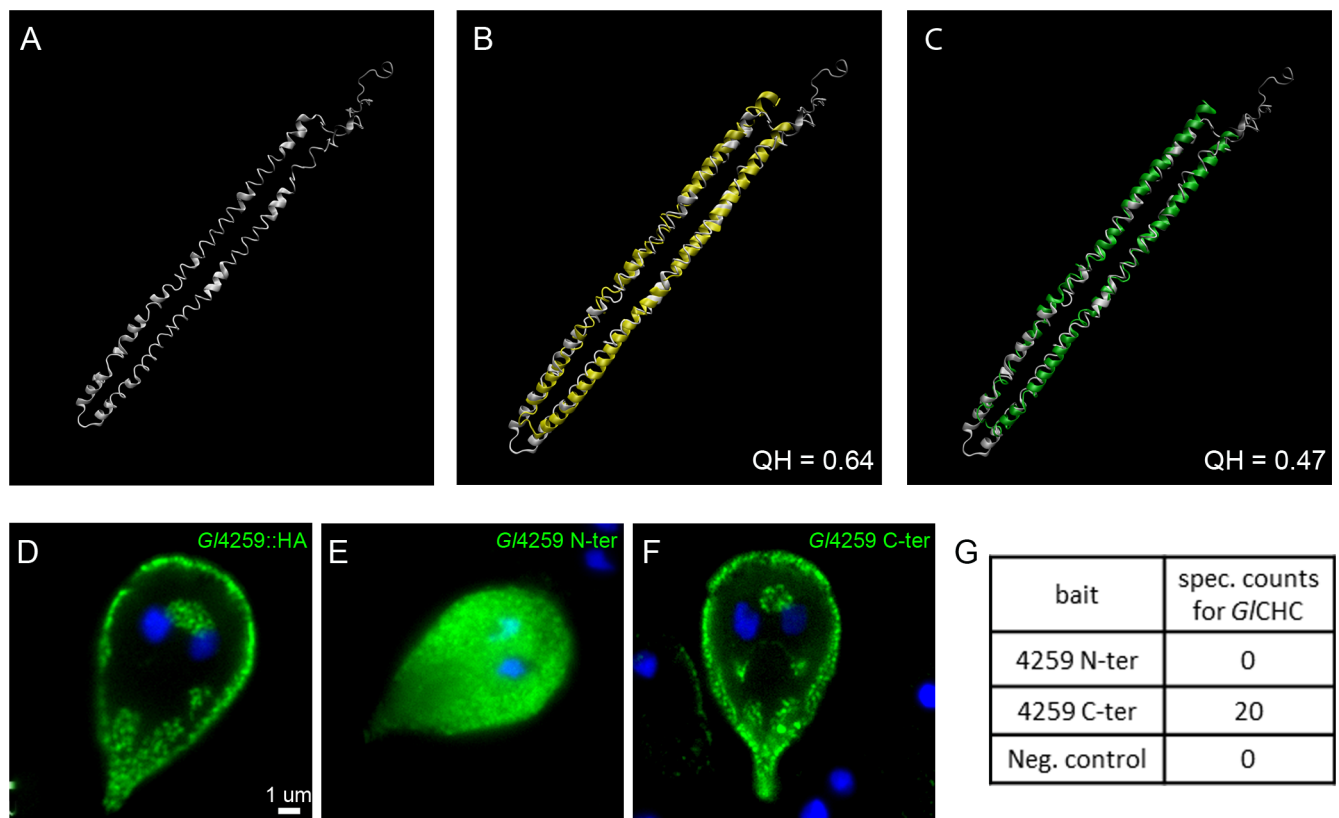 A
B
C
QH = 0.64
QH = 0.47
D
Gl4259::HA
E
Gl4259 N-ter
F
Gl4259 C-ter
G
1 um
bait
spec. counts
for GlCHC
4259 N-ter
0
4259 C-ter
20
Neg. control
0